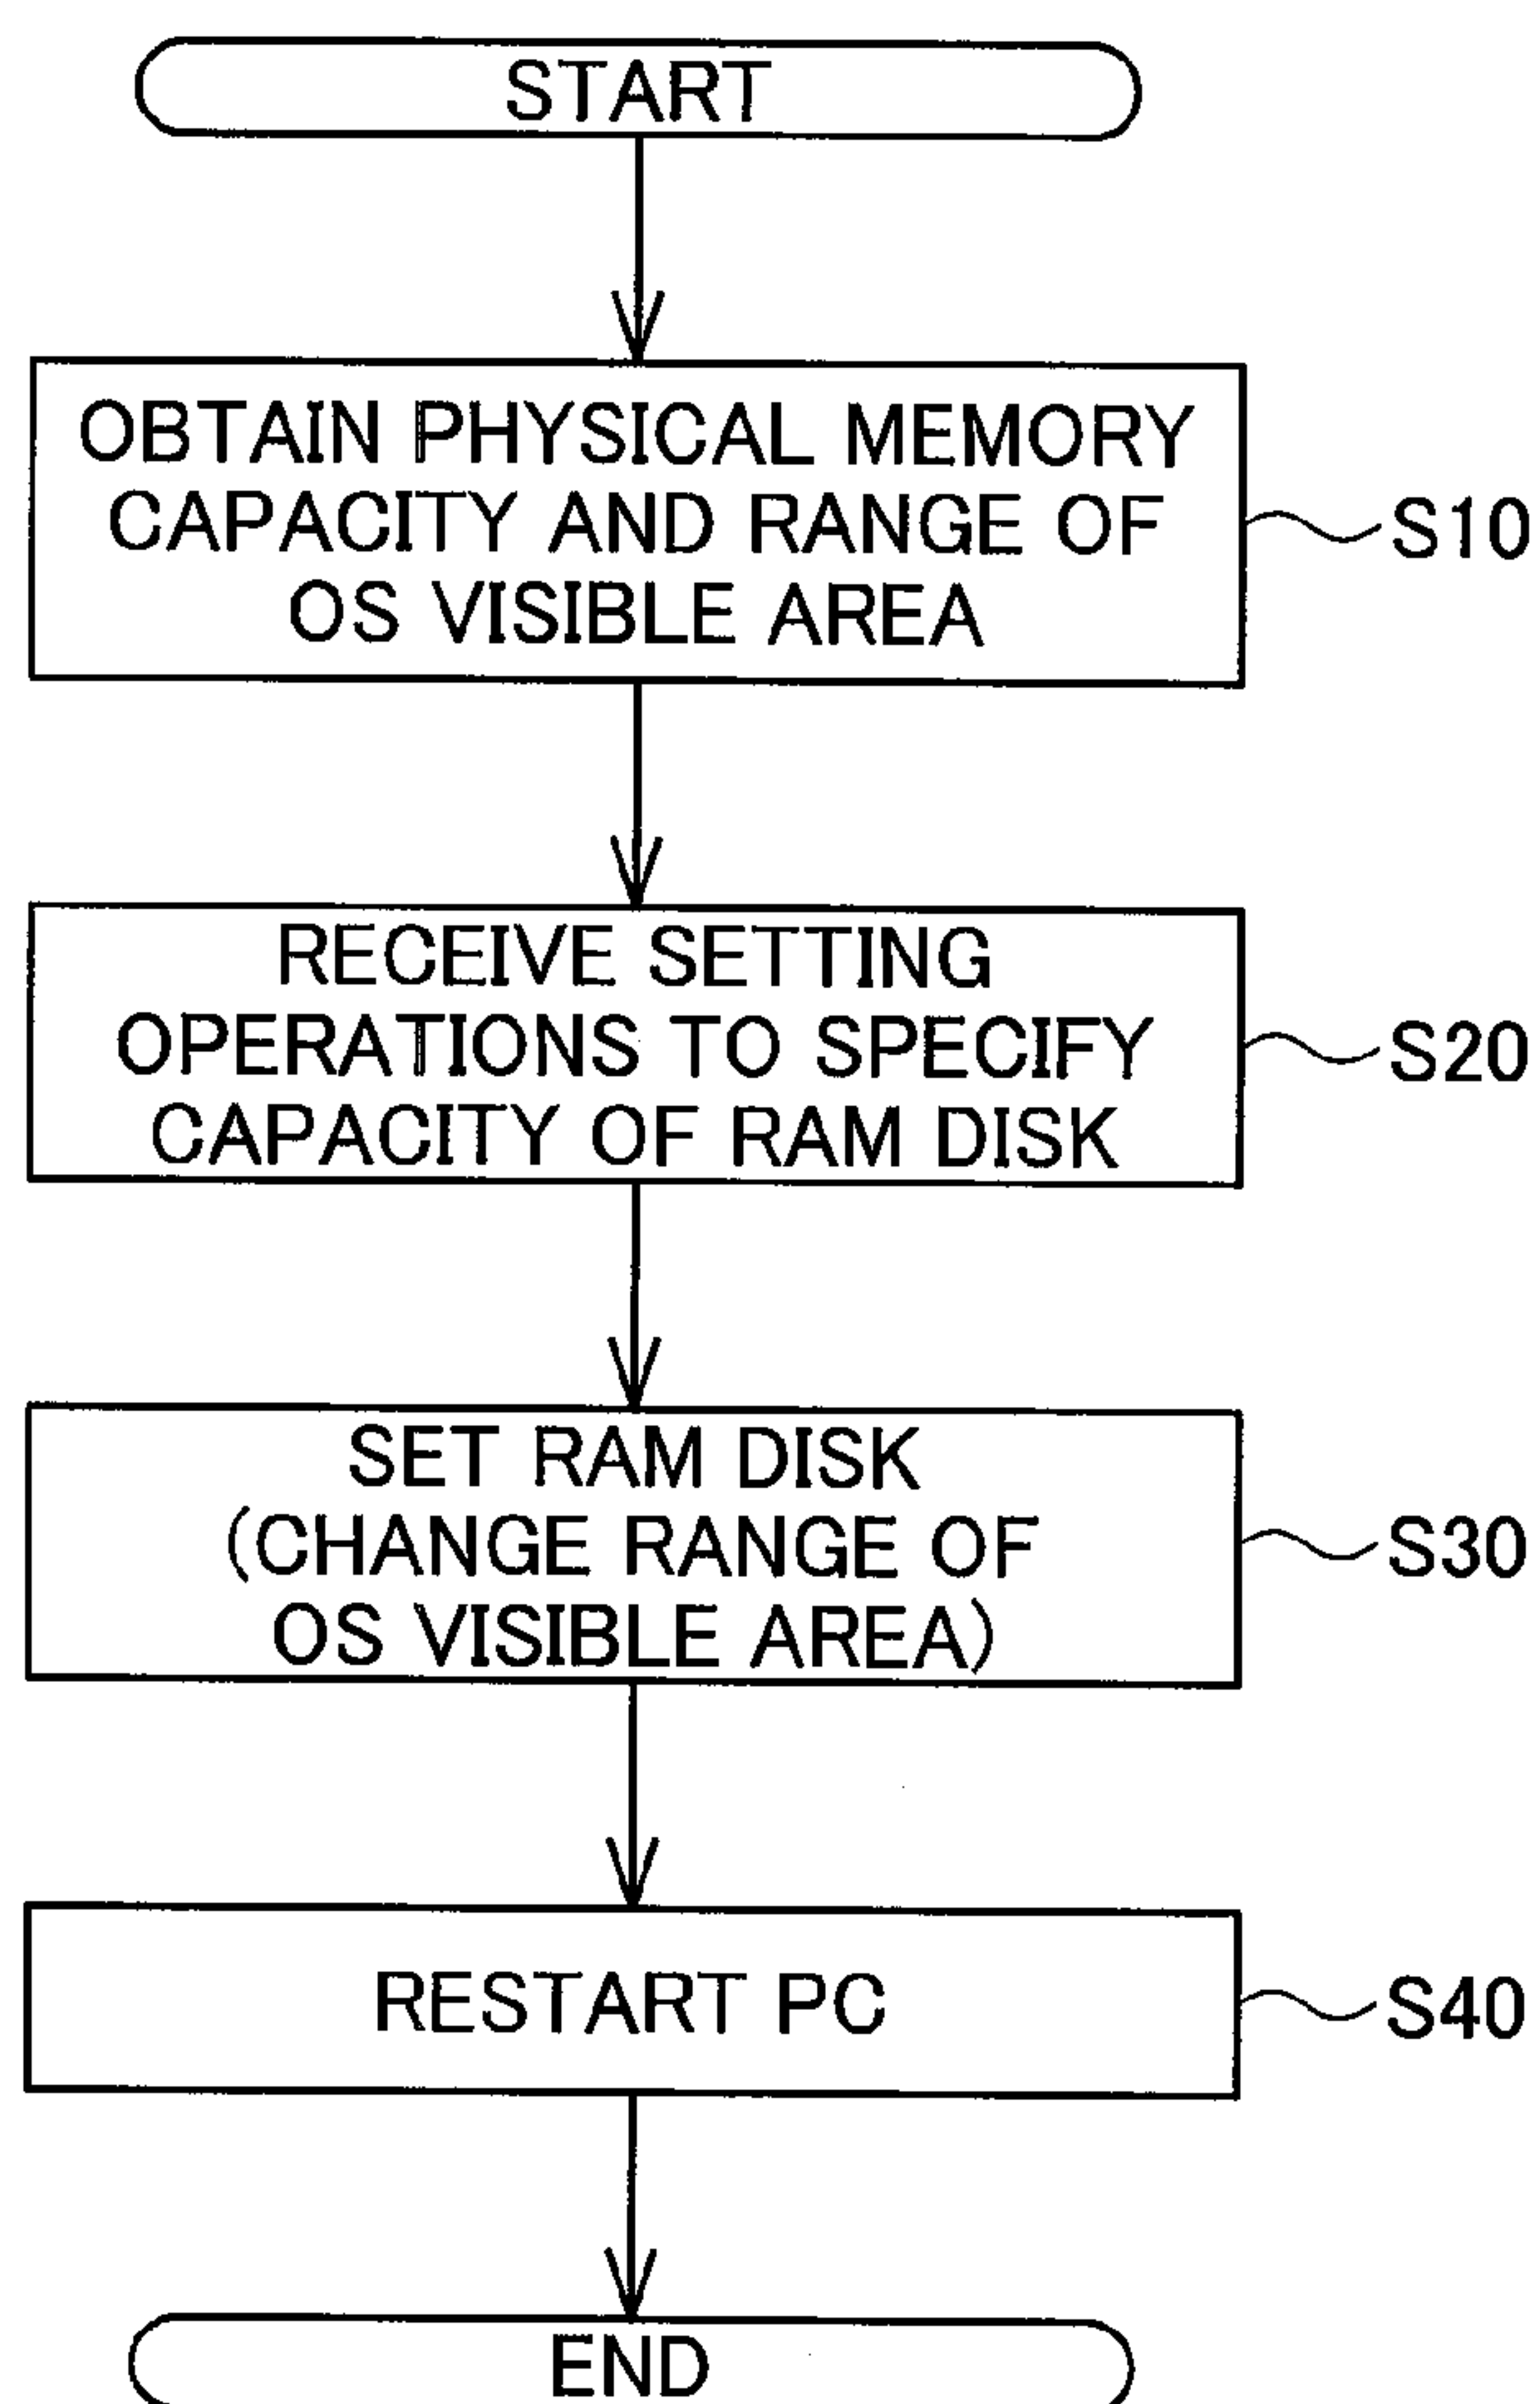 START
OBTAIN PHYSICAL MEMORY
CAPACITY AND RANGE OF
OS VISIBLE AREA
S10
RECEIVE SETTING
OPERATIONS TO SPECIFY
CAPACITY OF RAM DISK
S20
SET RAM DISK
(CHANGE RANGE OF
OS VISIBLE AREA)
S30
RESTART PC
S40
END